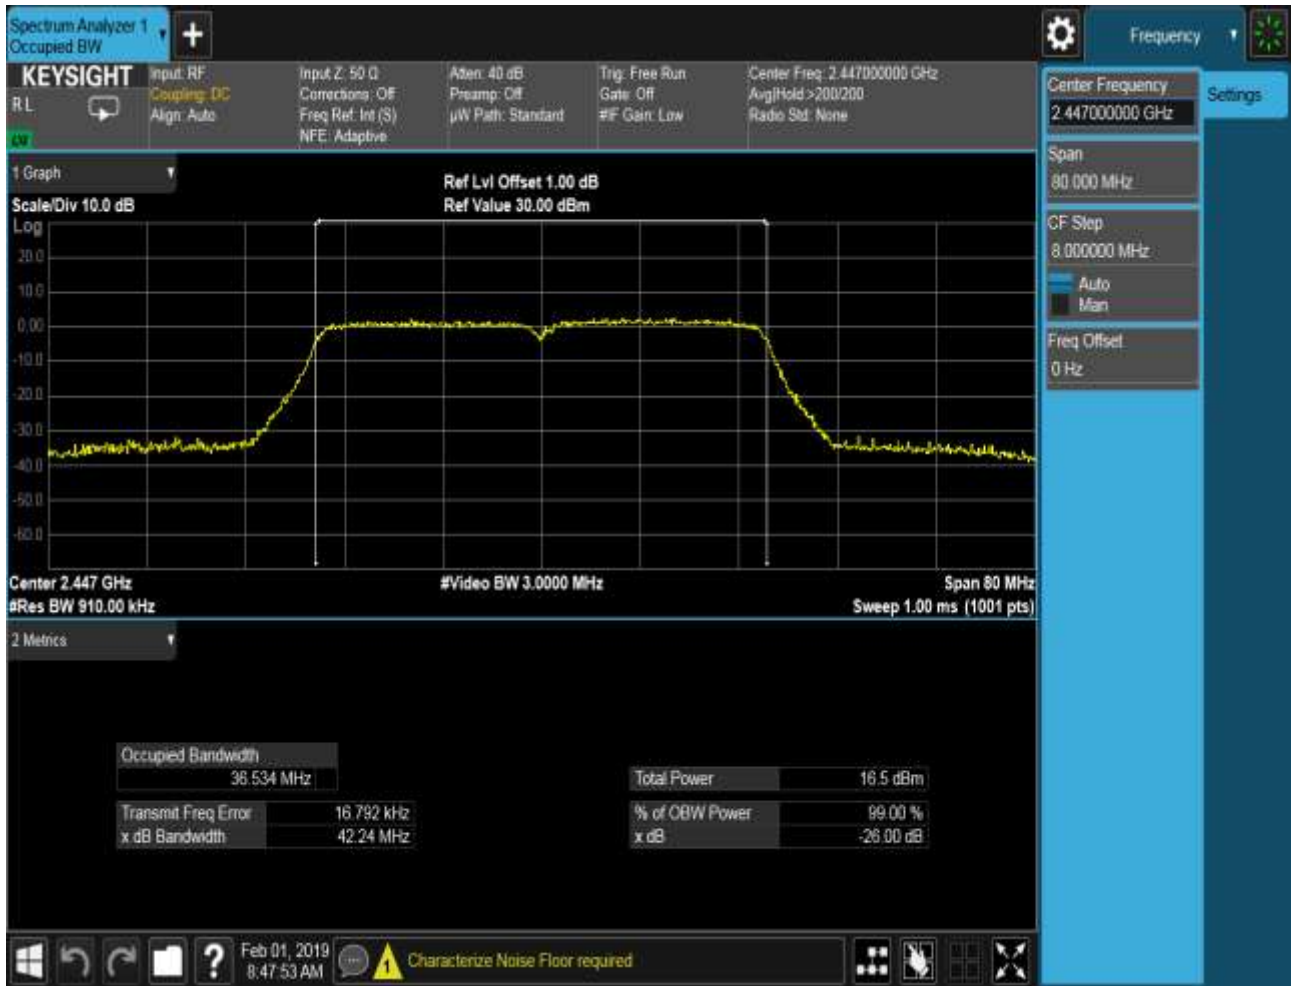 Spectrum Analyzer 1
Occupied BW
Frequency
KEYSIGHT
R L
Input: RF
Coupling: DC
Align: Auto
Input Z: 50 Ω
Corrections: Off
Freq Ref: Int (S)
NFE: Adaptive
Atten: 40 dB
Preamp: Off
µW Path: Standard
Trig: Free Run
Gate: Off
#IF Gain: Low
Center Freq: 2.447000000 GHz
Avg|Hold:>200/200
Radio Std: None
Center Frequency
2.447000000 GHz
Settings
Span
80.000 MHz
CF Step
8.000000 MHz
Auto
Man
Freq Offset
0 Hz
1 Graph
Scale/Div 10.0 dB
Ref Lvl Offset 1.00 dB
Ref Value 30.00 dBm
Log
20.0
10.0
0.00
-10.0
-20.0
-30.0
-40.0
-50.0
-60.0
Center 2.447 GHz
#Video BW 3.0000 MHz
Span 80 MHz
#Res BW 910.00 kHz
Sweep 1.00 ms (1001 pts)
2 Metrics
Occupied Bandwidth
36.534 MHz
Total Power 16.5 dBm
Transmit Freq Error 16.792 kHz
% of OBW Power 99.00 %
x dB Bandwidth 42.24 MHz
x dB -26.00 dB
?
Feb 01, 2019
8:47:53 AM
1
Characterize Noise Floor required